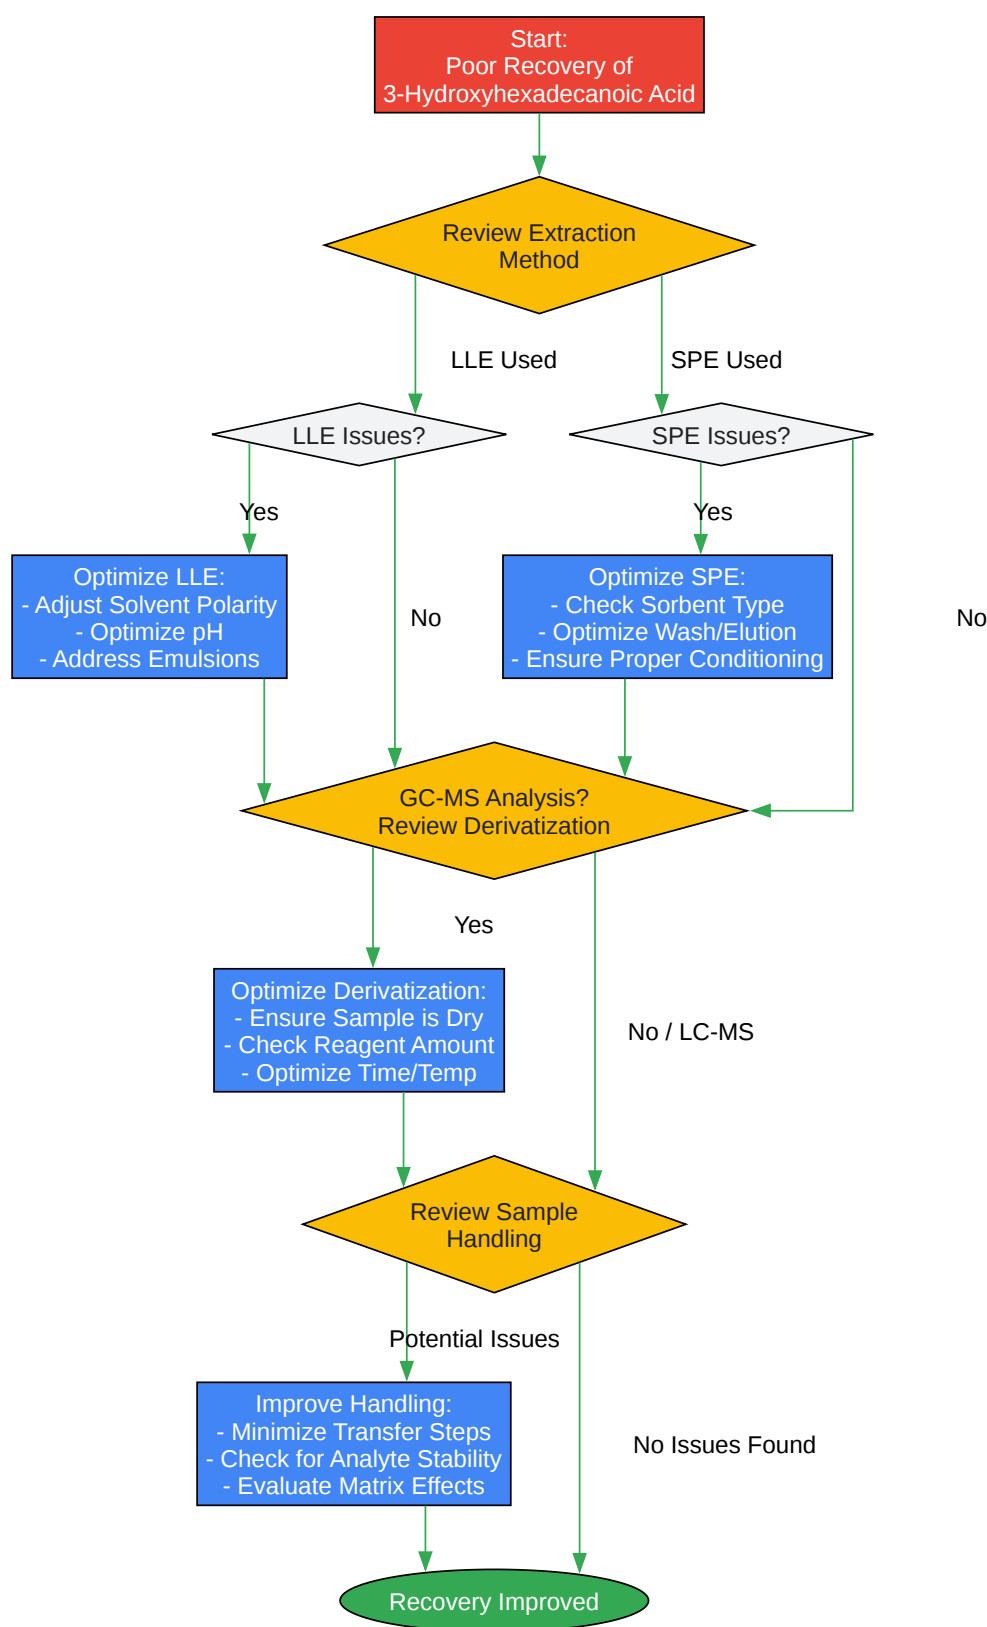 Start:
Poor Recovery of
3-Hydroxyhexadecanoic Acid
Review Extraction
Method
LLE Used
SPE Used
LLE Issues?
SPE Issues?
Yes
Yes
Optimize LLE:
- Adjust Solvent Polarity
- Optimize pH
- Address Emulsions
No
Optimize SPE:
- Check Sorbent Type
- Optimize Wash/Elution
- Ensure Proper Conditioning
No
GC-MS Analysis?
Review Derivatization
Yes
Optimize Derivatization:
- Ensure Sample is Dry
- Check Reagent Amount
- Optimize Time/Temp
No / LC-MS
Review Sample
Handling
Potential Issues
Improve Handling:
- Minimize Transfer Steps
- Check for Analyte Stability
- Evaluate Matrix Effects
No Issues Found
Recovery Improved